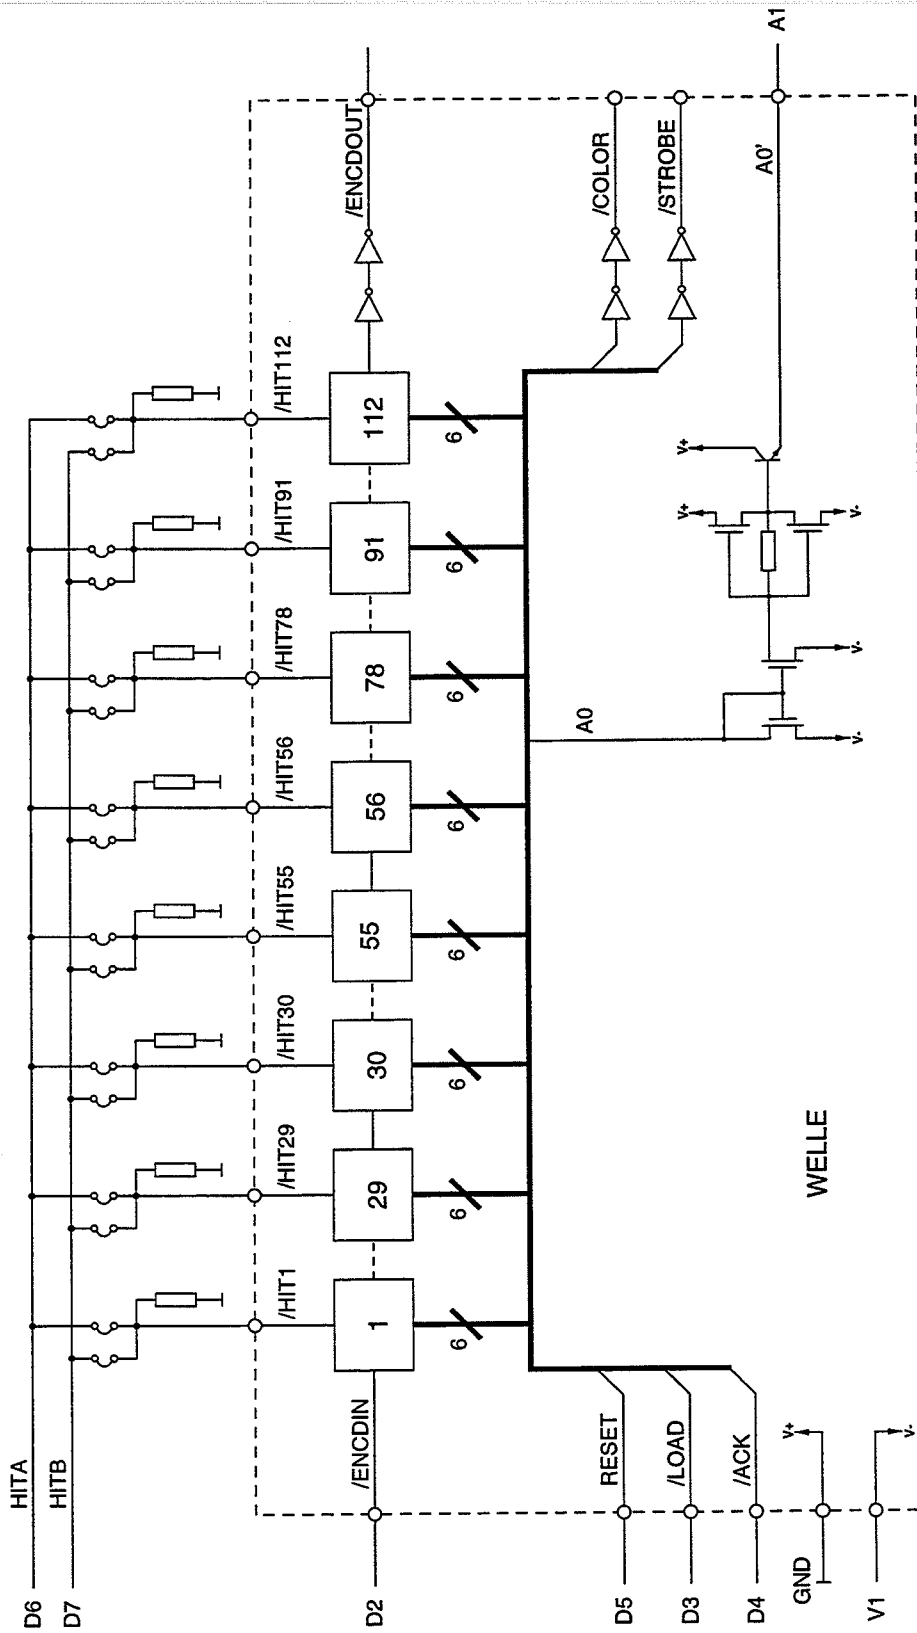 D6 HITA
D7 HITB
/HIT1 /HIT29 /HIT30 /HIT55 /HIT56 /HIT78 /HIT91 /HIT112
D2 /ENCDIN 1 29 30 55 56 78 91 112 /ENCDOUT
6 6 6 6 6 6 6 6
D5 RESET A0 /COLOR
D3 /LOAD /STROBE
D4 /ACK v+ v+ A0' A1
GND v+ WELLE
V1 v- v- v- v-